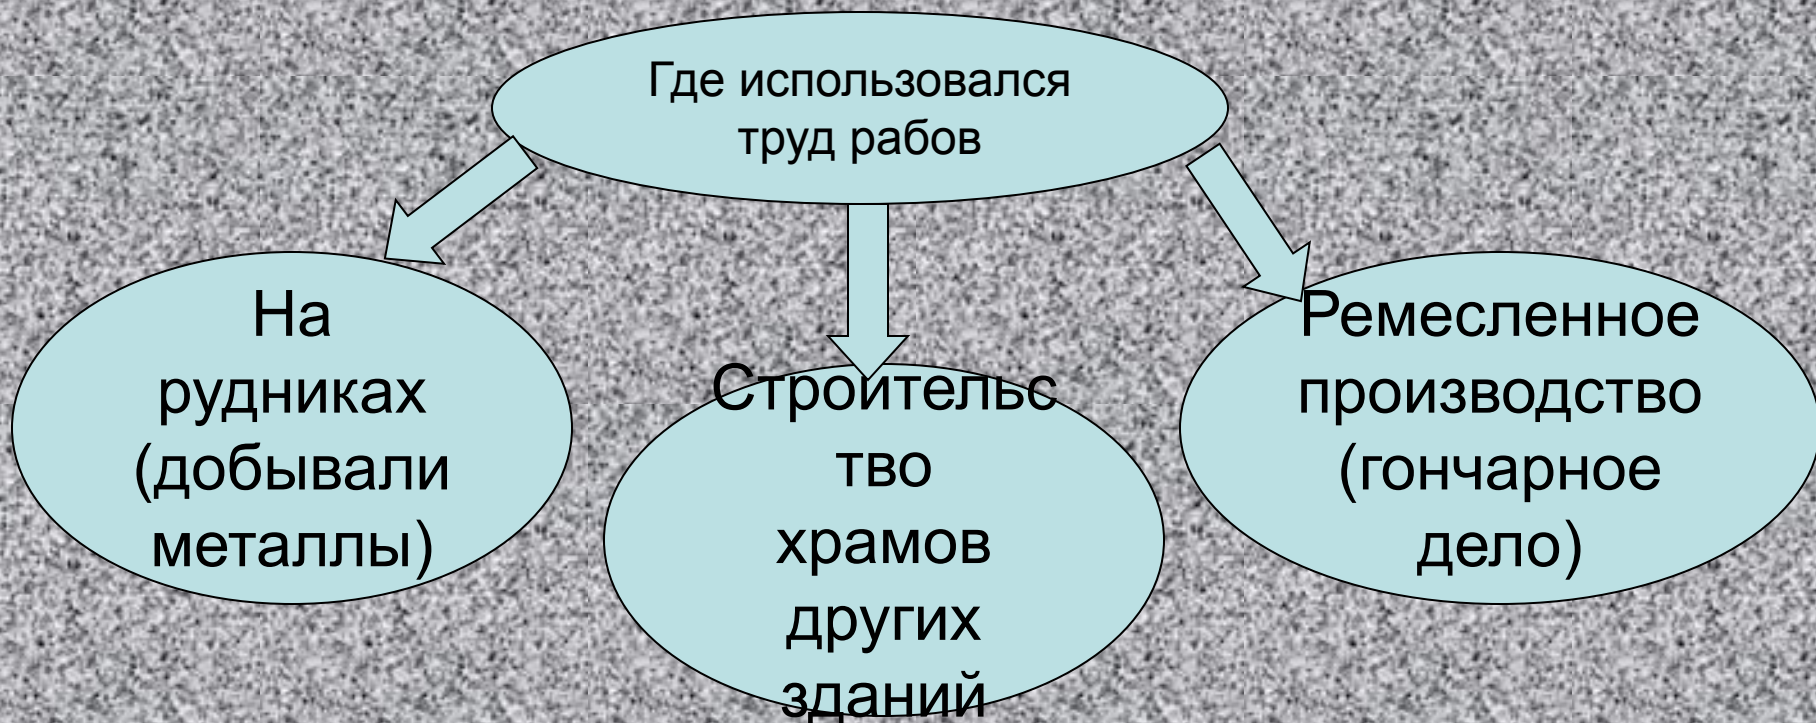 Где использовался
труд рабов
На
рудниках
(добывали
металлы)
Строительс
тво
храмов
других
зданий
Ремесленное
производство
(гончарное
дело)